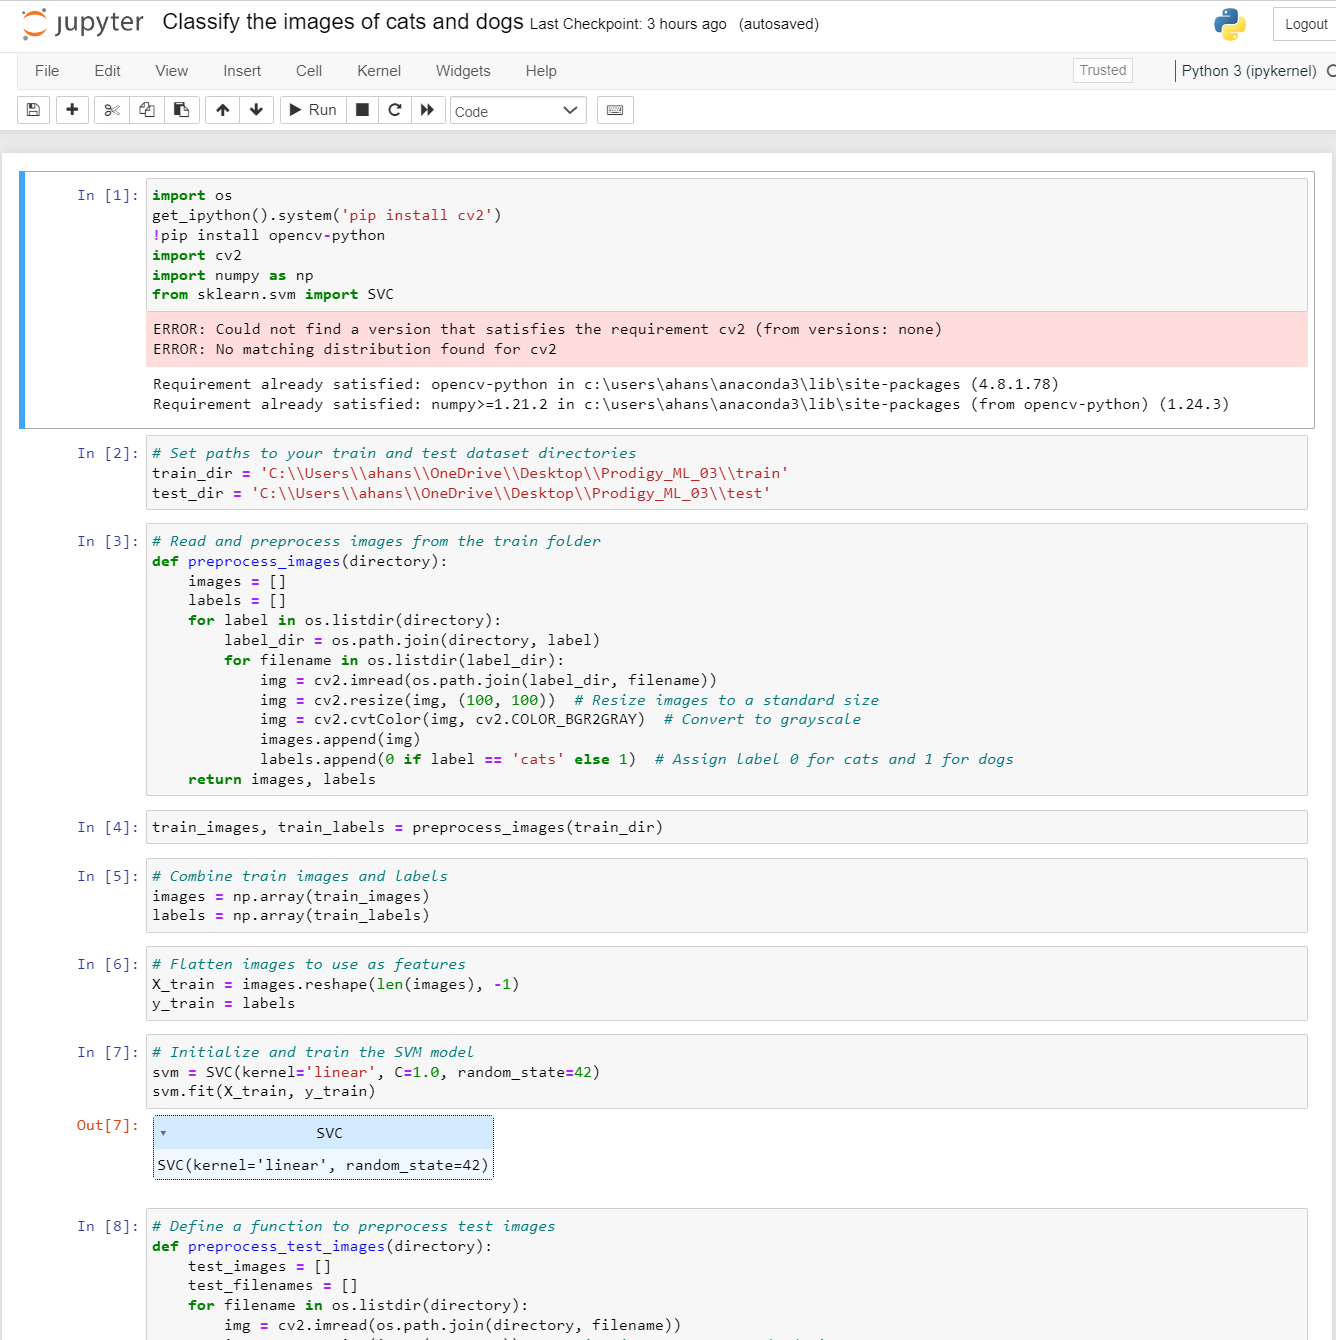 jupyter Classify the images of cats and dogs Last Checkpoint: 3 hours ago (autosaved)
Logout
File Edit View Insert Cell Kernel Widgets Help
Trusted
Python 3 (ipykernel)
Run
Code
In [1]:
import os
get_ipython().system('pip install cv2')
!pip install opencv-python
import cv2
import numpy as np
from sklearn.svm import SVC
ERROR: Could not find a version that satisfies the requirement cv2 (from versions: none)
ERROR: No matching distribution found for cv2
Requirement already satisfied: opencv-python in c:\users\ahans\anaconda3\lib\site-packages (4.8.1.78)
Requirement already satisfied: numpy>=1.21.2 in c:\users\ahans\anaconda3\lib\site-packages (from opencv-python) (1.24.3)
In [2]:
# Set paths to your train and test dataset directories
train_dir = 'C:\\Users\\ahans\\OneDrive\\Desktop\\Prodigy_ML_03\\train'
test_dir = 'C:\\Users\\ahans\\OneDrive\\Desktop\\Prodigy_ML_03\\test'
In [3]:
# Read and preprocess images from the train folder
def preprocess_images(directory):
    images = []
    labels = []
    for label in os.listdir(directory):
        label_dir = os.path.join(directory, label)
        for filename in os.listdir(label_dir):
            img = cv2.imread(os.path.join(label_dir, filename))
            img = cv2.resize(img, (100, 100))  # Resize images to a standard size
            img = cv2.cvtColor(img, cv2.COLOR_BGR2GRAY)  # Convert to grayscale
            images.append(img)
            labels.append(0 if label == 'cats' else 1)  # Assign label 0 for cats and 1 for dogs
    return images, labels
In [4]:
train_images, train_labels = preprocess_images(train_dir)
In [5]:
# Combine train images and labels
images = np.array(train_images)
labels = np.array(train_labels)
In [6]:
# Flatten images to use as features
X_train = images.reshape(len(images), -1)
y_train = labels
In [7]:
# Initialize and train the SVM model
svm = SVC(kernel='linear', C=1.0, random_state=42)
svm.fit(X_train, y_train)
Out[7]:
SVC
SVC(kernel='linear', random_state=42)
In [8]:
# Define a function to preprocess test images
def preprocess_test_images(directory):
    test_images = []
    test_filenames = []
    for filename in os.listdir(directory):
        img = cv2.imread(os.path.join(directory, filename))